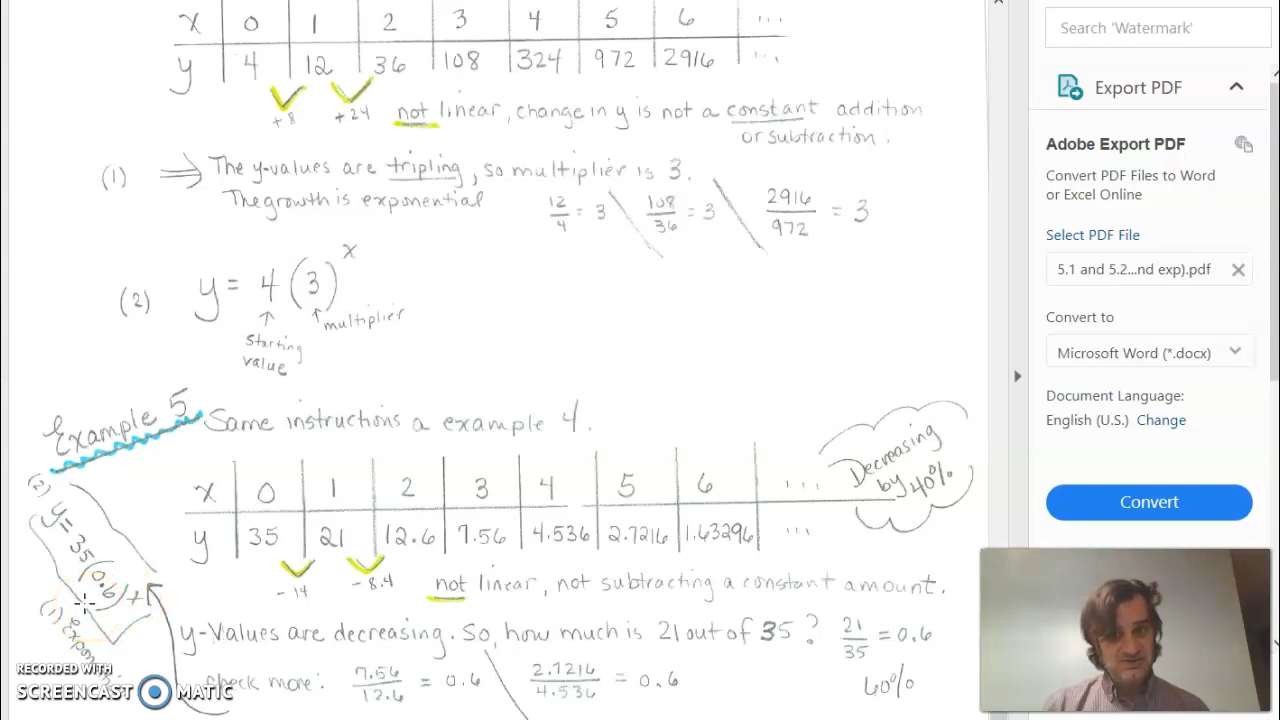 x 0 1 2 3 4 5 6 ...
y 4 12 36 108 324 972 2916 ...
+8 +24 not linear, change in y is not a constant addition
or subtraction.
(1) ⟹ The y-values are tripling, so multiplier is 3.
The growth is exponential
12/4 = 3 108/36 = 3 2916/972 = 3
(2) y = 4(3)^x
starting value
multiplier
Example 5 Same instructions a example 4.
Decreasing
by 40%
x 0 1 2 3 4 5 6 ...
y 35 21 12.6 7.56 4.536 2.7216 1.63296 ...
-14 -8.4 not linear, not subtracting a constant amount.
y-values are decreasing. So, how much is 21 out of 35? 21/35 = 0.6
check more: 7.56/12.6 = 0.6 2.7216/4.536 = 0.6 60%
(2) y = 35(0.6)
(1)
RECORDED WITH
SCREENCAST MATIC
Search 'Watermark'
Export PDF
Adobe Export PDF
Convert PDF Files to Word
or Excel Online
Select PDF File
5.1 and 5.2...nd exp).pdf
Convert to
Microsoft Word (*.docx)
Document Language:
English (U.S.) Change
Convert